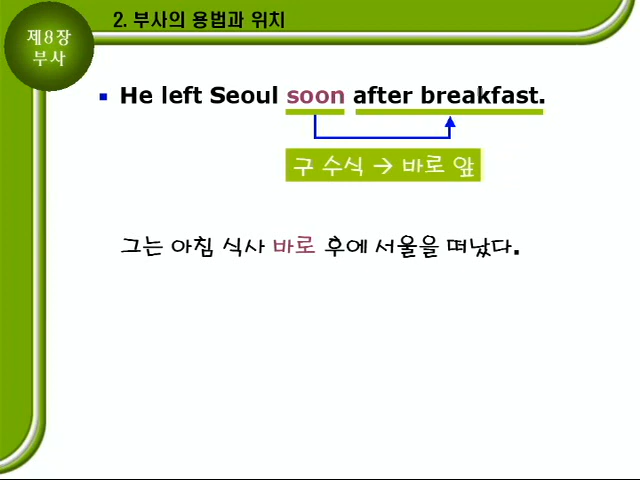 제8장
부사
2. 부사의 용법과 위치
▪ He left Seoul soon after breakfast.
구 수식 → 바로 앞
그는 아침 식사 바로 후에 서울을 떠났다.